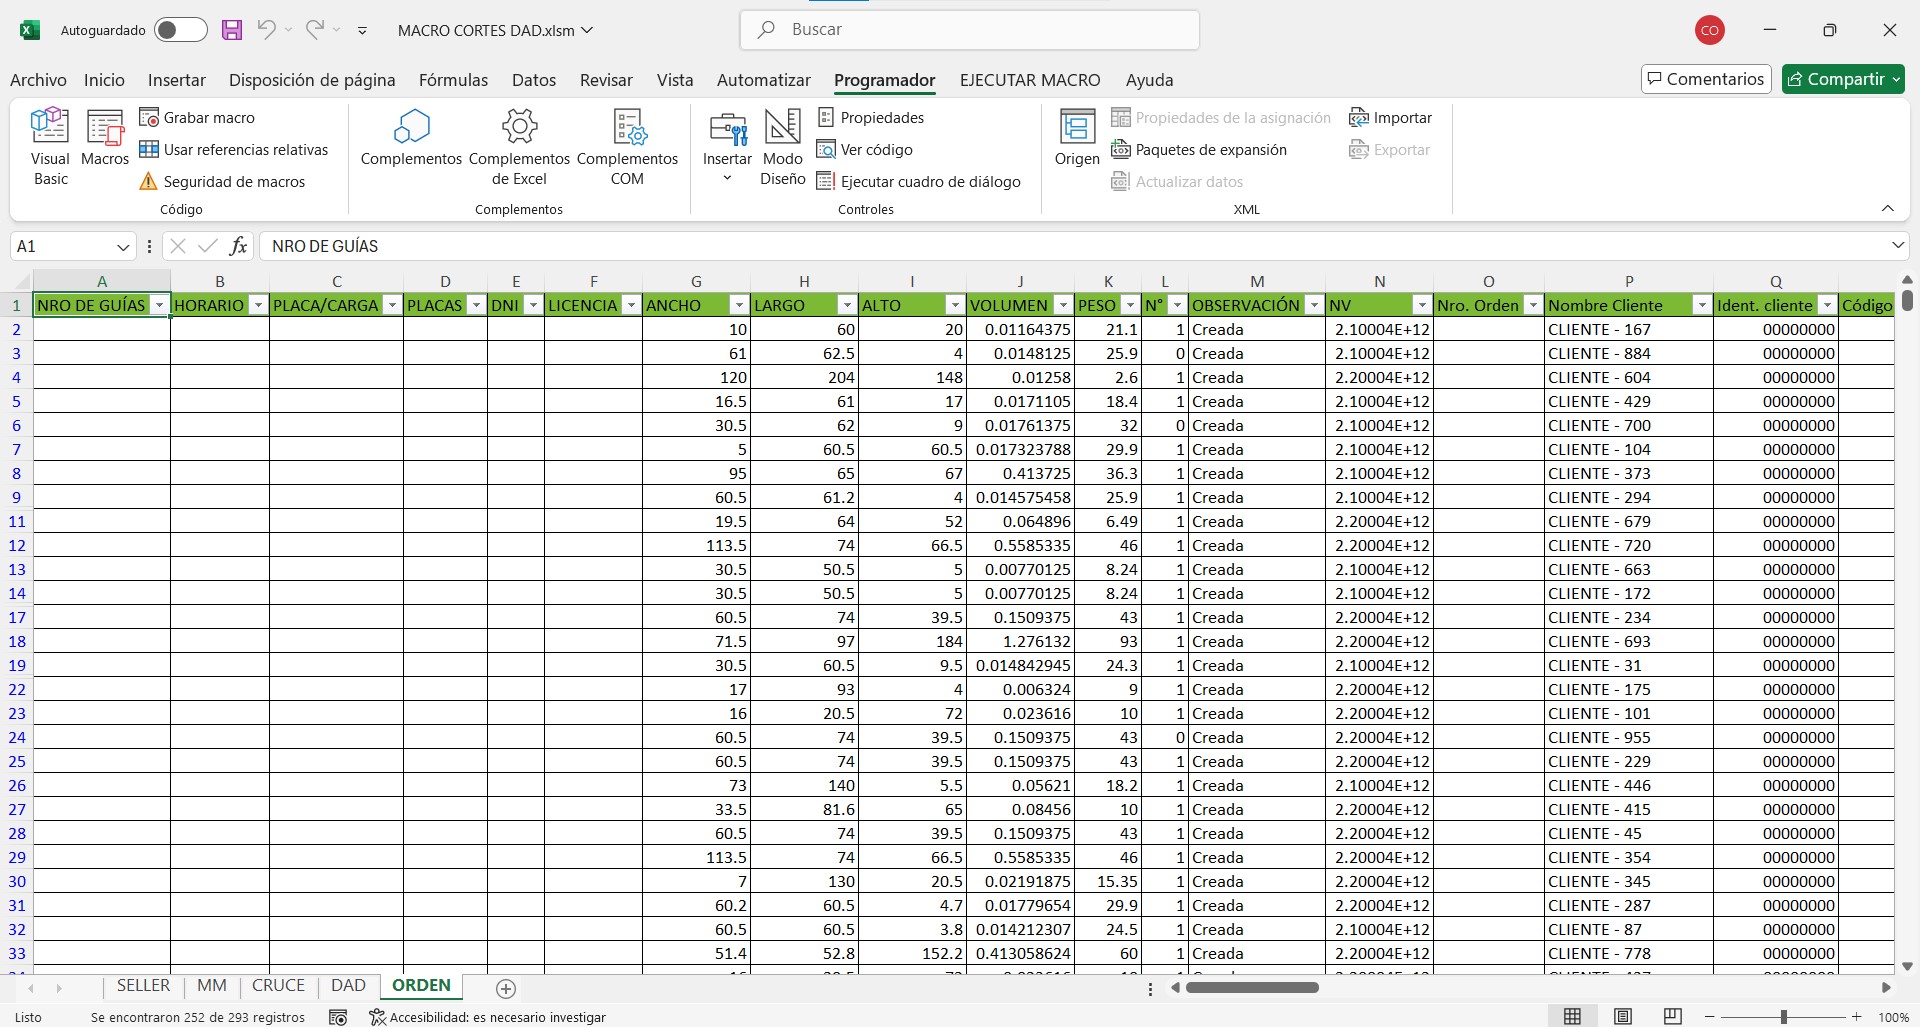 Autoguardado
MACRO CORTES DAD.xlsm
Buscar
CO
Archivo Inicio Insertar Disposición de página Fórmulas Datos Revisar Vista Automatizar Programador EJECUTAR MACRO Ayuda
Comentarios Compartir
Visual Basic
Macros
Grabar macro
Usar referencias relativas
Seguridad de macros
Código
Complementos
Complementos de Excel
Complementos COM
Complementos
Insertar
Modo Diseño
Propiedades
Ver código
Ejecutar cuadro de diálogo
Controles
Origen
Propiedades de la asignación
Paquetes de expansión
Actualizar datos
Importar
Exportar
XML
A1 fx NRO DE GUÍAS
A B C D E F G H I J K L M N O P Q
1 NRO DE GUÍAS HORARIO PLACA/CARGA PLACAS DNI LICENCIA ANCHO LARGO ALTO VOLUMEN PESO N° OBSERVACIÓN NV Nro. Orden Nombre Cliente Ident. cliente Código
2 10 60 20 0.01164375 21.1 1 Creada 2.10004E+12 CLIENTE - 167 00000000
3 61 62.5 4 0.0148125 25.9 0 Creada 2.10004E+12 CLIENTE - 884 00000000
4 120 204 148 0.01258 2.6 1 Creada 2.20004E+12 CLIENTE - 604 00000000
5 16.5 61 17 0.0171105 18.4 1 Creada 2.10004E+12 CLIENTE - 429 00000000
6 30.5 62 9 0.01761375 32 0 Creada 2.10004E+12 CLIENTE - 700 00000000
7 5 60.5 60.5 0.017323788 29.9 1 Creada 2.10004E+12 CLIENTE - 104 00000000
8 95 65 67 0.413725 36.3 1 Creada 2.10004E+12 CLIENTE - 373 00000000
9 60.5 61.2 4 0.014575458 25.9 1 Creada 2.10004E+12 CLIENTE - 294 00000000
11 19.5 64 52 0.064896 6.49 1 Creada 2.20004E+12 CLIENTE - 679 00000000
12 113.5 74 66.5 0.5585335 46 1 Creada 2.20004E+12 CLIENTE - 720 00000000
13 30.5 50.5 5 0.00770125 8.24 1 Creada 2.10004E+12 CLIENTE - 663 00000000
14 30.5 50.5 5 0.00770125 8.24 1 Creada 2.10004E+12 CLIENTE - 172 00000000
17 60.5 74 39.5 0.1509375 43 1 Creada 2.20004E+12 CLIENTE - 234 00000000
18 71.5 97 184 1.276132 93 1 Creada 2.20004E+12 CLIENTE - 693 00000000
19 30.5 60.5 9.5 0.014842945 24.3 1 Creada 2.10004E+12 CLIENTE - 31 00000000
22 17 93 4 0.006324 9 1 Creada 2.20004E+12 CLIENTE - 175 00000000
23 16 20.5 72 0.023616 10 1 Creada 2.20004E+12 CLIENTE - 101 00000000
24 60.5 74 39.5 0.1509375 43 0 Creada 2.20004E+12 CLIENTE - 955 00000000
25 60.5 74 39.5 0.1509375 43 1 Creada 2.20004E+12 CLIENTE - 229 00000000
26 73 140 5.5 0.05621 18.2 1 Creada 2.10004E+12 CLIENTE - 446 00000000
27 33.5 81.6 65 0.08456 10 1 Creada 2.20004E+12 CLIENTE - 415 00000000
28 60.5 74 39.5 0.1509375 43 1 Creada 2.20004E+12 CLIENTE - 45 00000000
29 113.5 74 66.5 0.5585335 46 1 Creada 2.20004E+12 CLIENTE - 354 00000000
30 7 130 20.5 0.02191875 15.35 1 Creada 2.20004E+12 CLIENTE - 345 00000000
31 60.2 60.5 4.7 0.01779654 29.9 1 Creada 2.20004E+12 CLIENTE - 287 00000000
32 60.5 60.5 3.8 0.014212307 24.5 1 Creada 2.20004E+12 CLIENTE - 87 00000000
33 51.4 52.8 152.2 0.413058624 60 1 Creada 2.20004E+12 CLIENTE - 778 00000000
SELLER MM CRUCE DAD ORDEN
Listo Se encontraron 252 de 293 registros Accesibilidad: es necesario investigar 100%